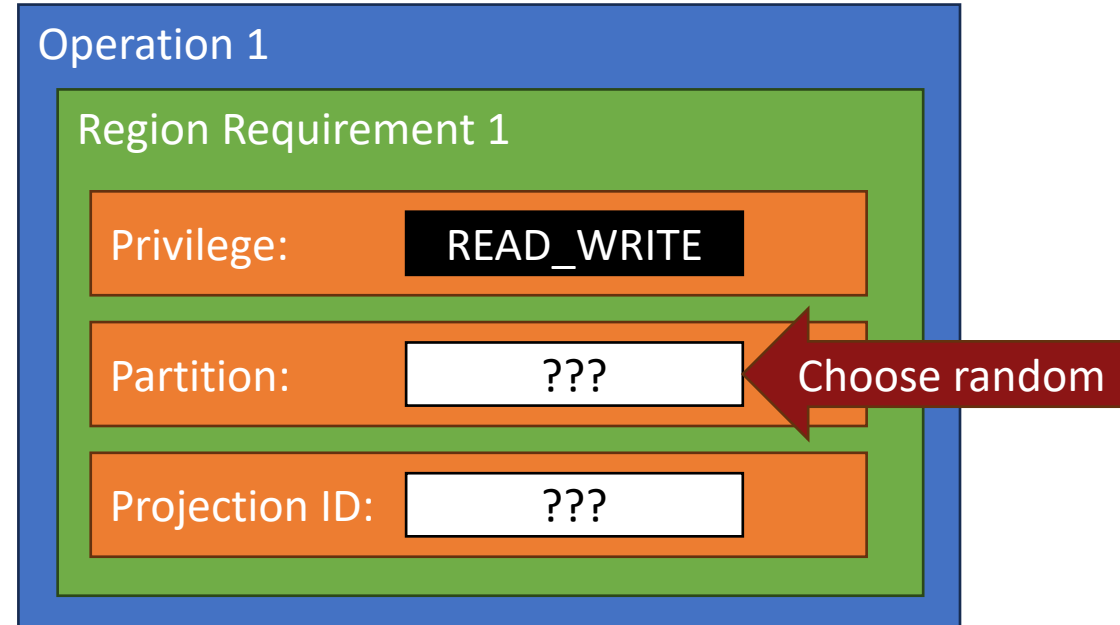 Operation 1
Region Requirement 1
Privilege: READ_WRITE
Partition: ??? Choose random
Projection ID: ???